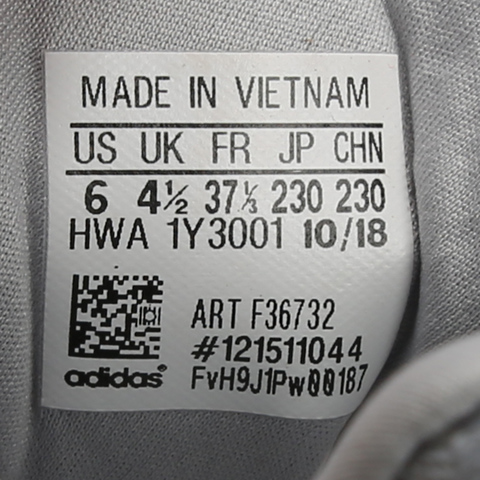 MADE IN VIETNAM
US UK FR JP CHN
6 4½ 37⅓ 230 230
HWA 1Y3001 10/18
ART F36732
#121511044
adidas FvH9J1Pw00187